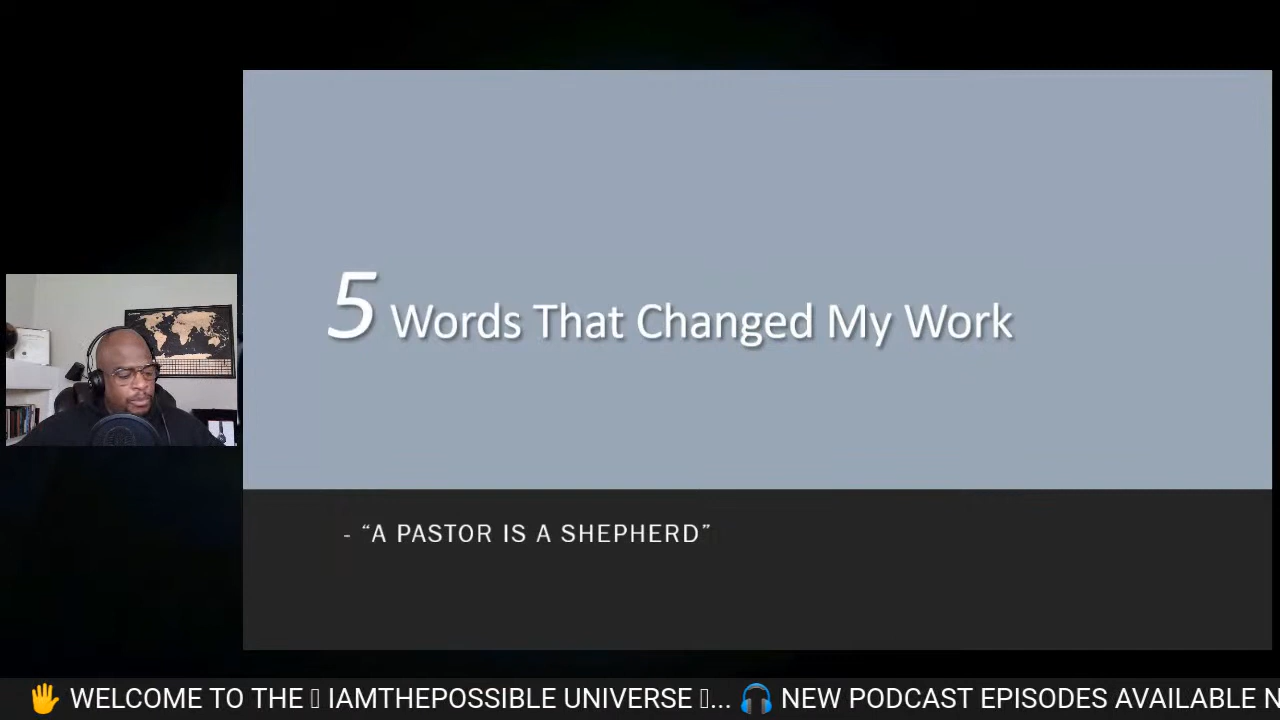 5 Words That Changed My Work
- “A PASTOR IS A SHEPHERD”
🖐 WELCOME TO THE ▯ IAMTHEPOSSIBLE UNIVERSE ▯... 🎧 NEW PODCAST EPISODES AVAILABLE N